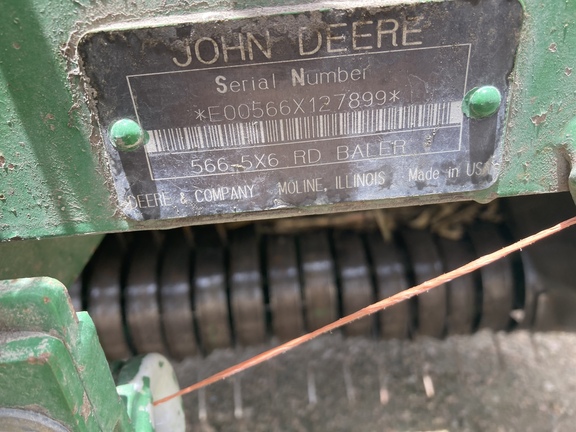 JOHN DEERE
Serial Number
*E00566X127899*
566-5X6 RD BALER
DEERE & COMPANY MOLINE, ILLINOIS Made in USA